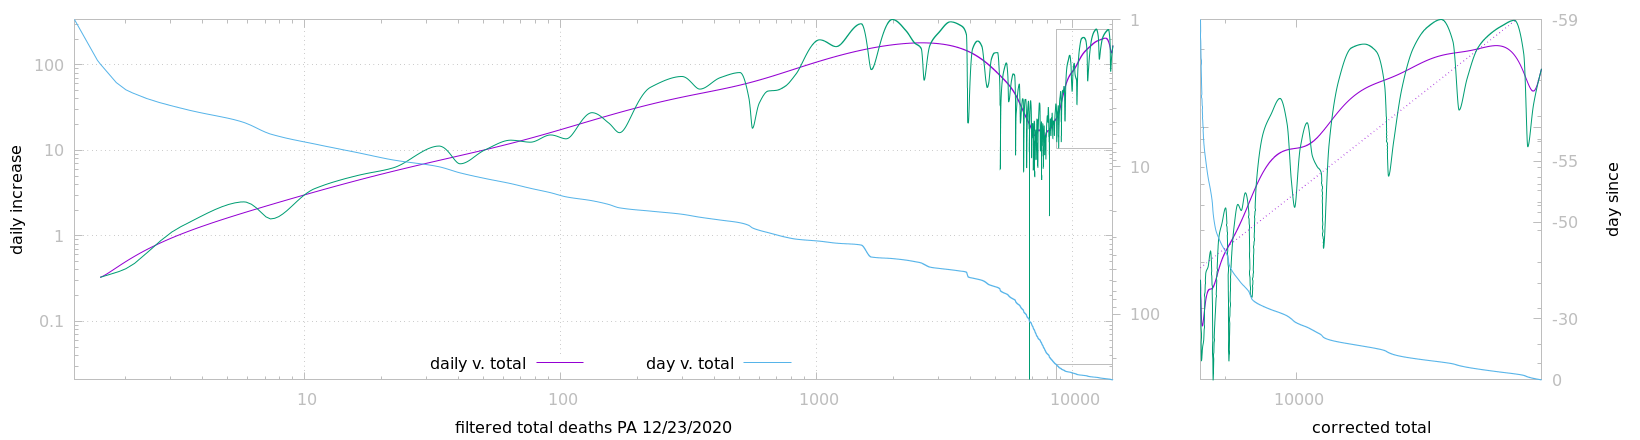 daily increase
100
10
1
0.1
daily v. total
day v. total
10
100
1000
10000
filtered total deaths PA 12/23/2020
1
10
100
10000
corrected total
-59
-55
-50
-30
0
day since